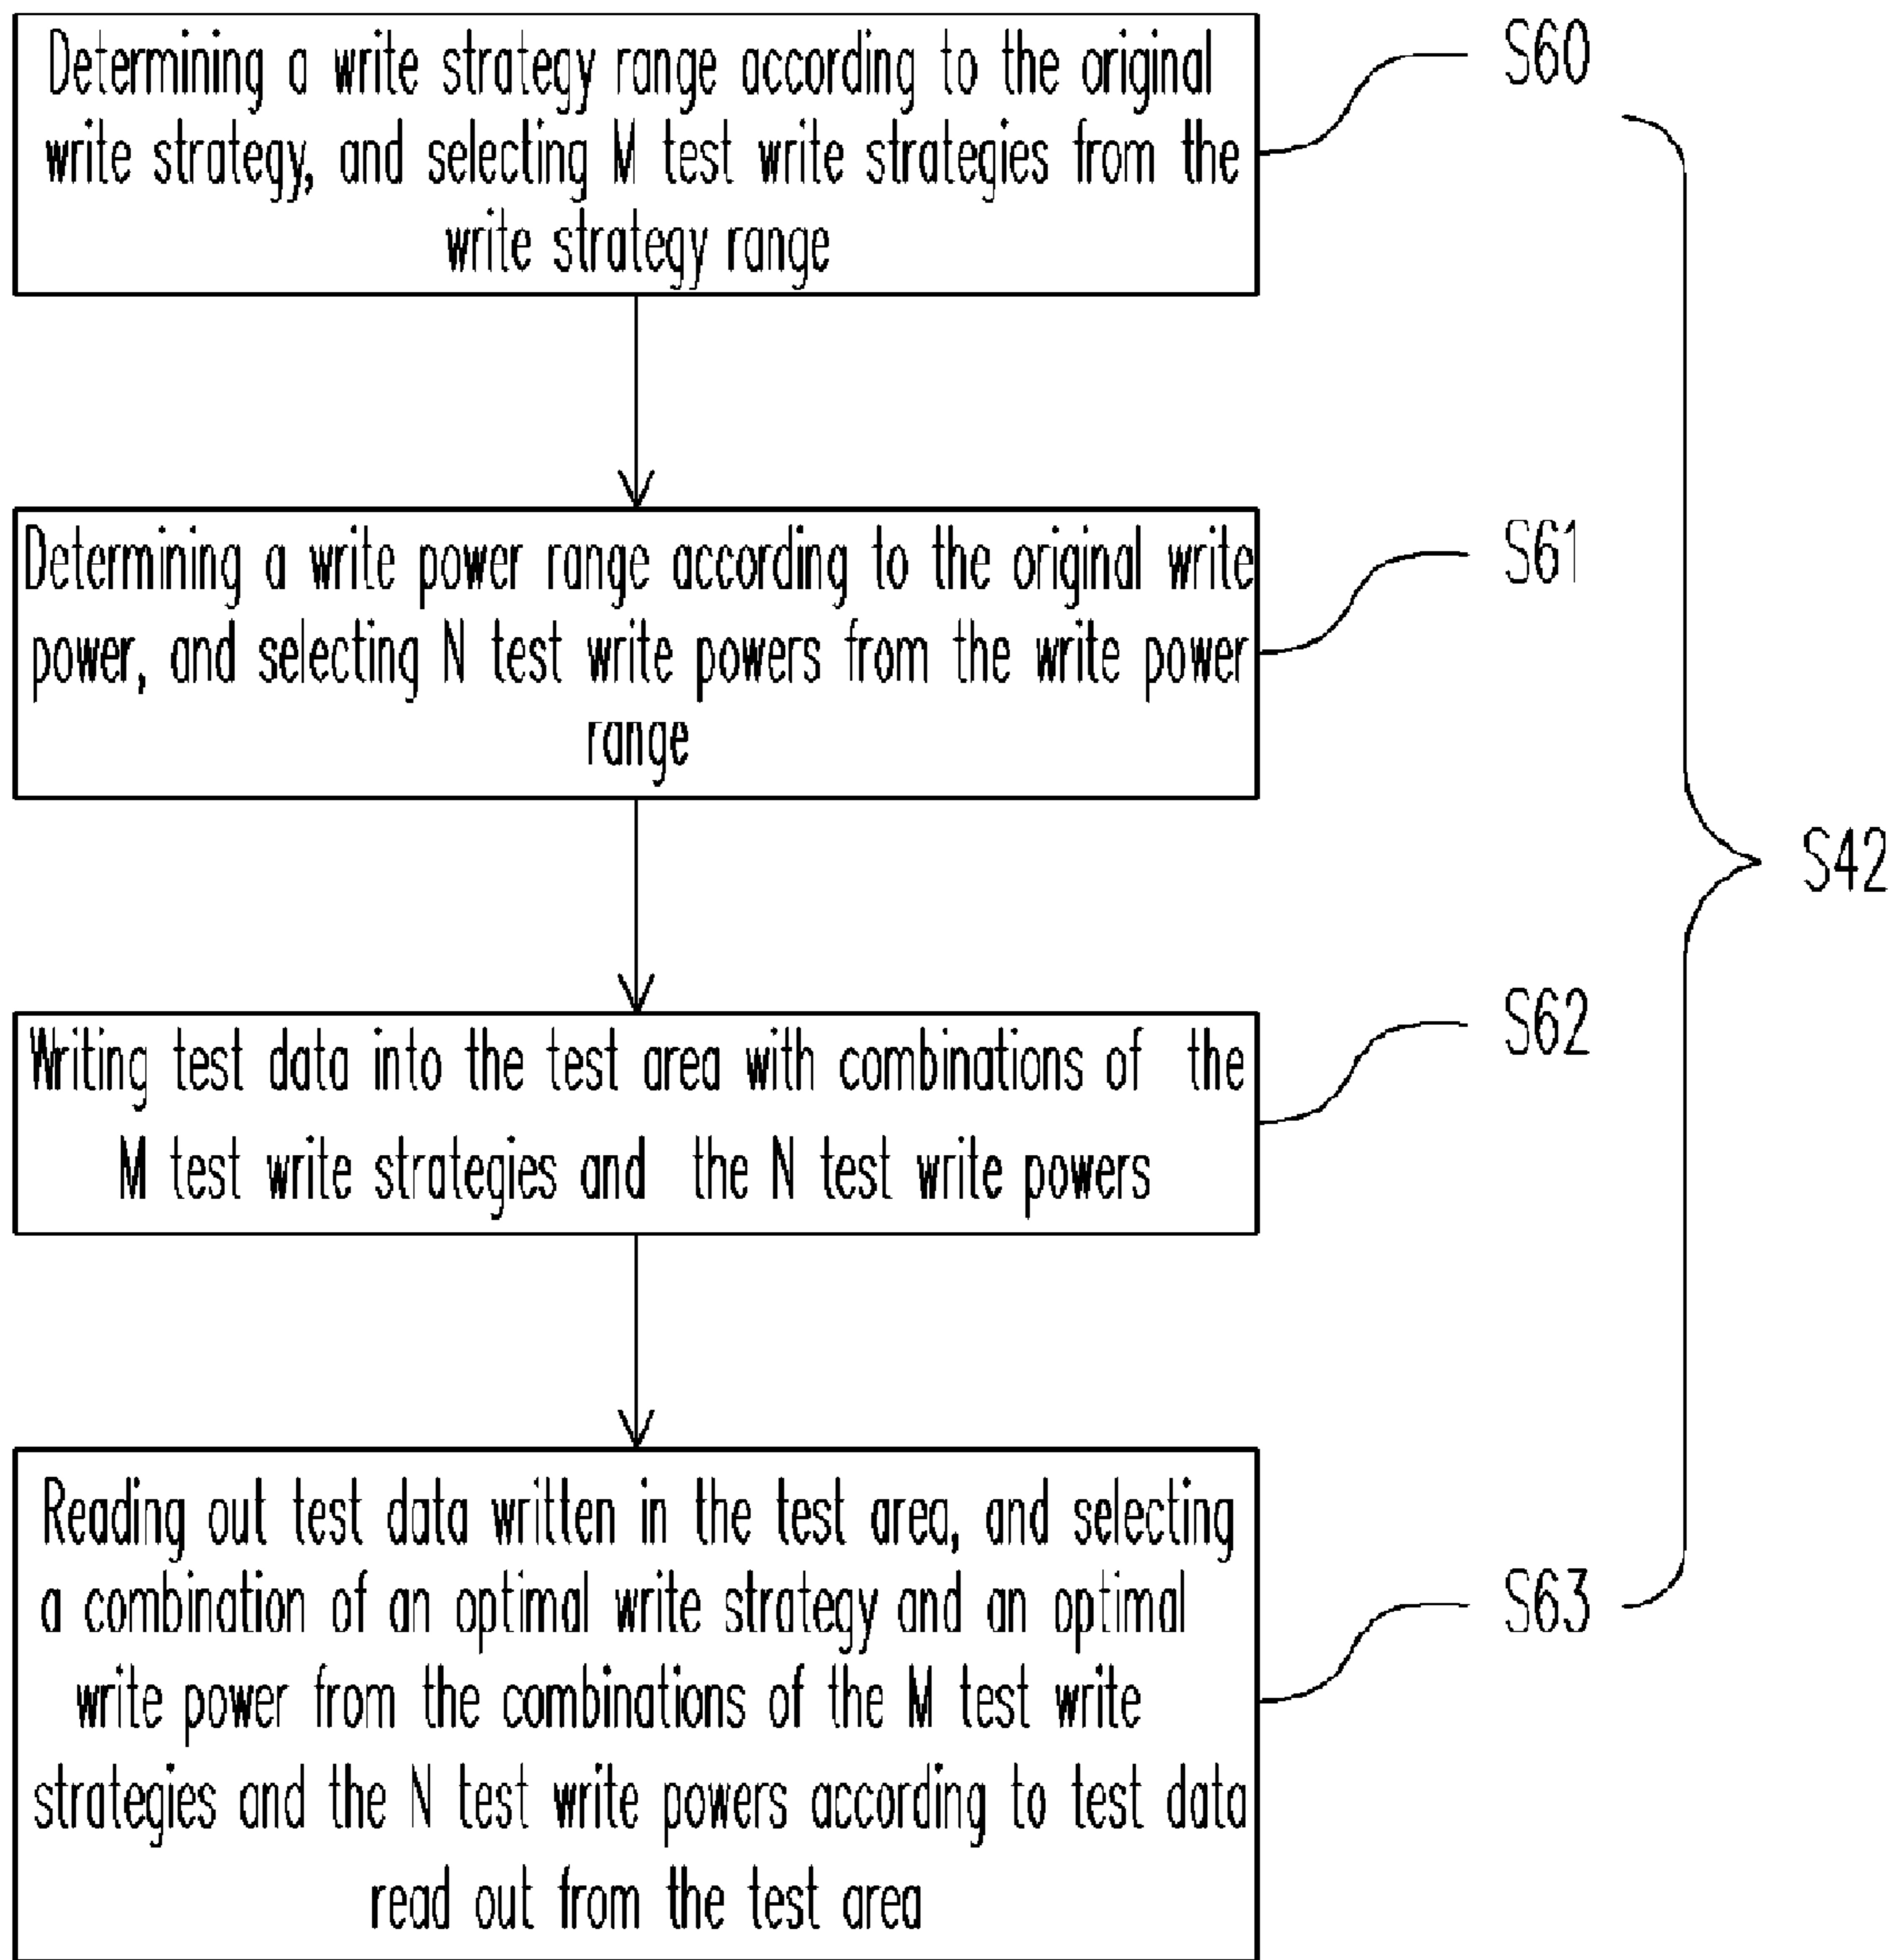 Determining a write strategy range according to the original
write strategy, and selecting M test write strategies from the
write strategy range
S60
Determining a write power range according to the original write
power, and selecting N test write powers from the write power
range
S61
S42
Writing test data into the test area with combinations of the
M test write strategies and the N test write powers
S62
Reading out test data written in the test area, and selecting
a combination of an optimal write strategy and an optimal
write power from the combinations of the M test write
strategies and the N test write powers according to test data
read out from the test area
S63